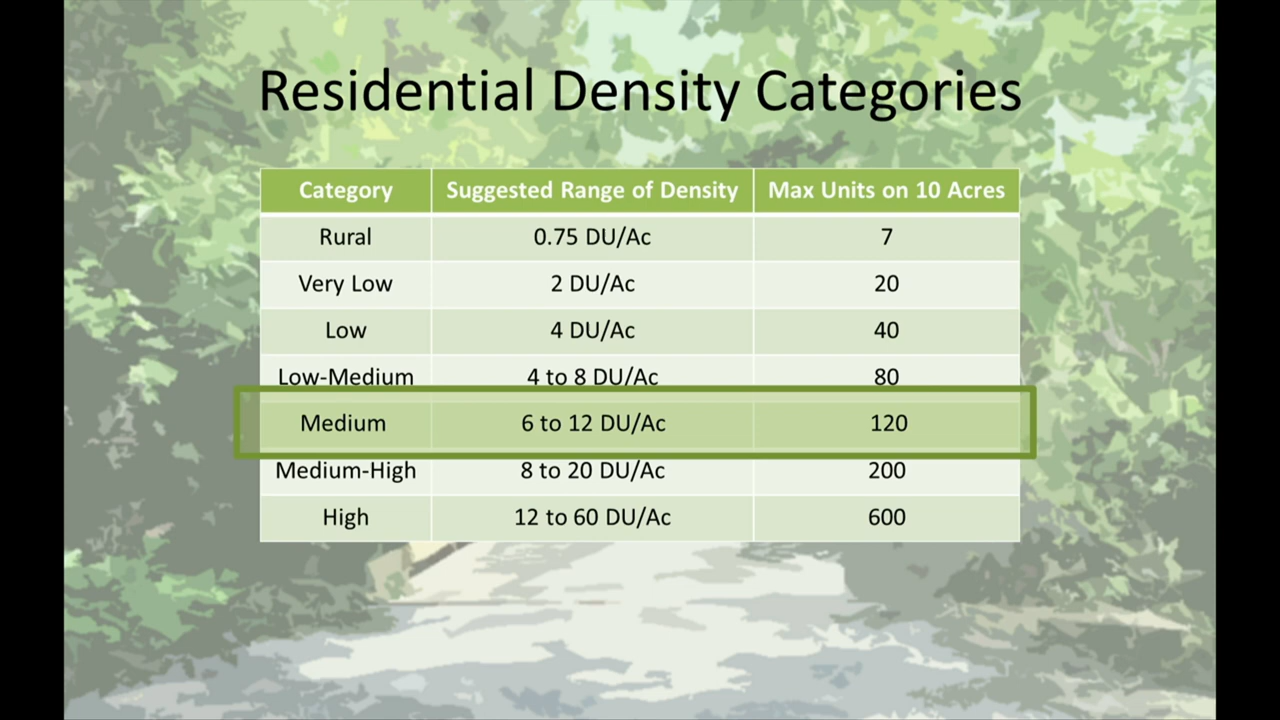 Residential Density Categories
Category Suggested Range of Density Max Units on 10 Acres
Rural 0.75 DU/Ac 7
Very Low 2 DU/Ac 20
Low 4 DU/Ac 40
Low-Medium 4 to 8 DU/Ac 80
Medium 6 to 12 DU/Ac 120
Medium-High 8 to 20 DU/Ac 200
High 12 to 60 DU/Ac 600